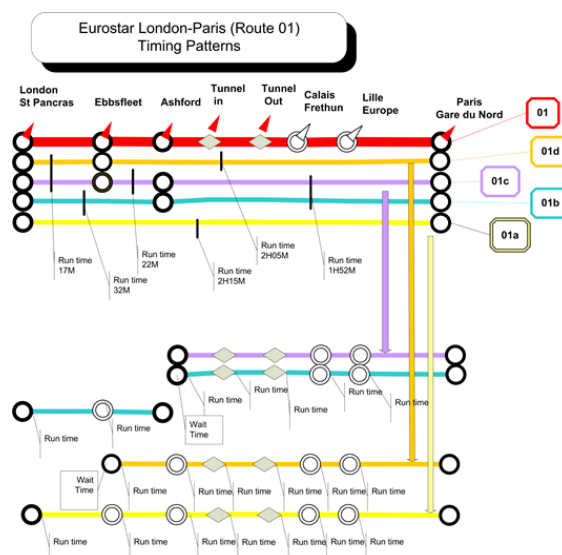 Eurostar London-Paris (Route 01)
Timing Patterns
London
St Pancras
Ebbsfleet
Ashford
Tunnel
in
Tunnel
Out
Calais
Frethun
Lille
Europe
Paris
Gare du Nord
01
01d
01c
01b
01a
Run time
17M
Run time
32M
Run time
22M
Run time
2H15M
Run time
2H05M
Run time
1H52M
Run time
Run time
Run time
Run time
Run time
Wait
Time
Run time
Run time
Wait
Time
Run time
Run time
Run time
Run time
Run time
Run time
Run time
Run time
Run time
Run time
Run time
Run time
Run time